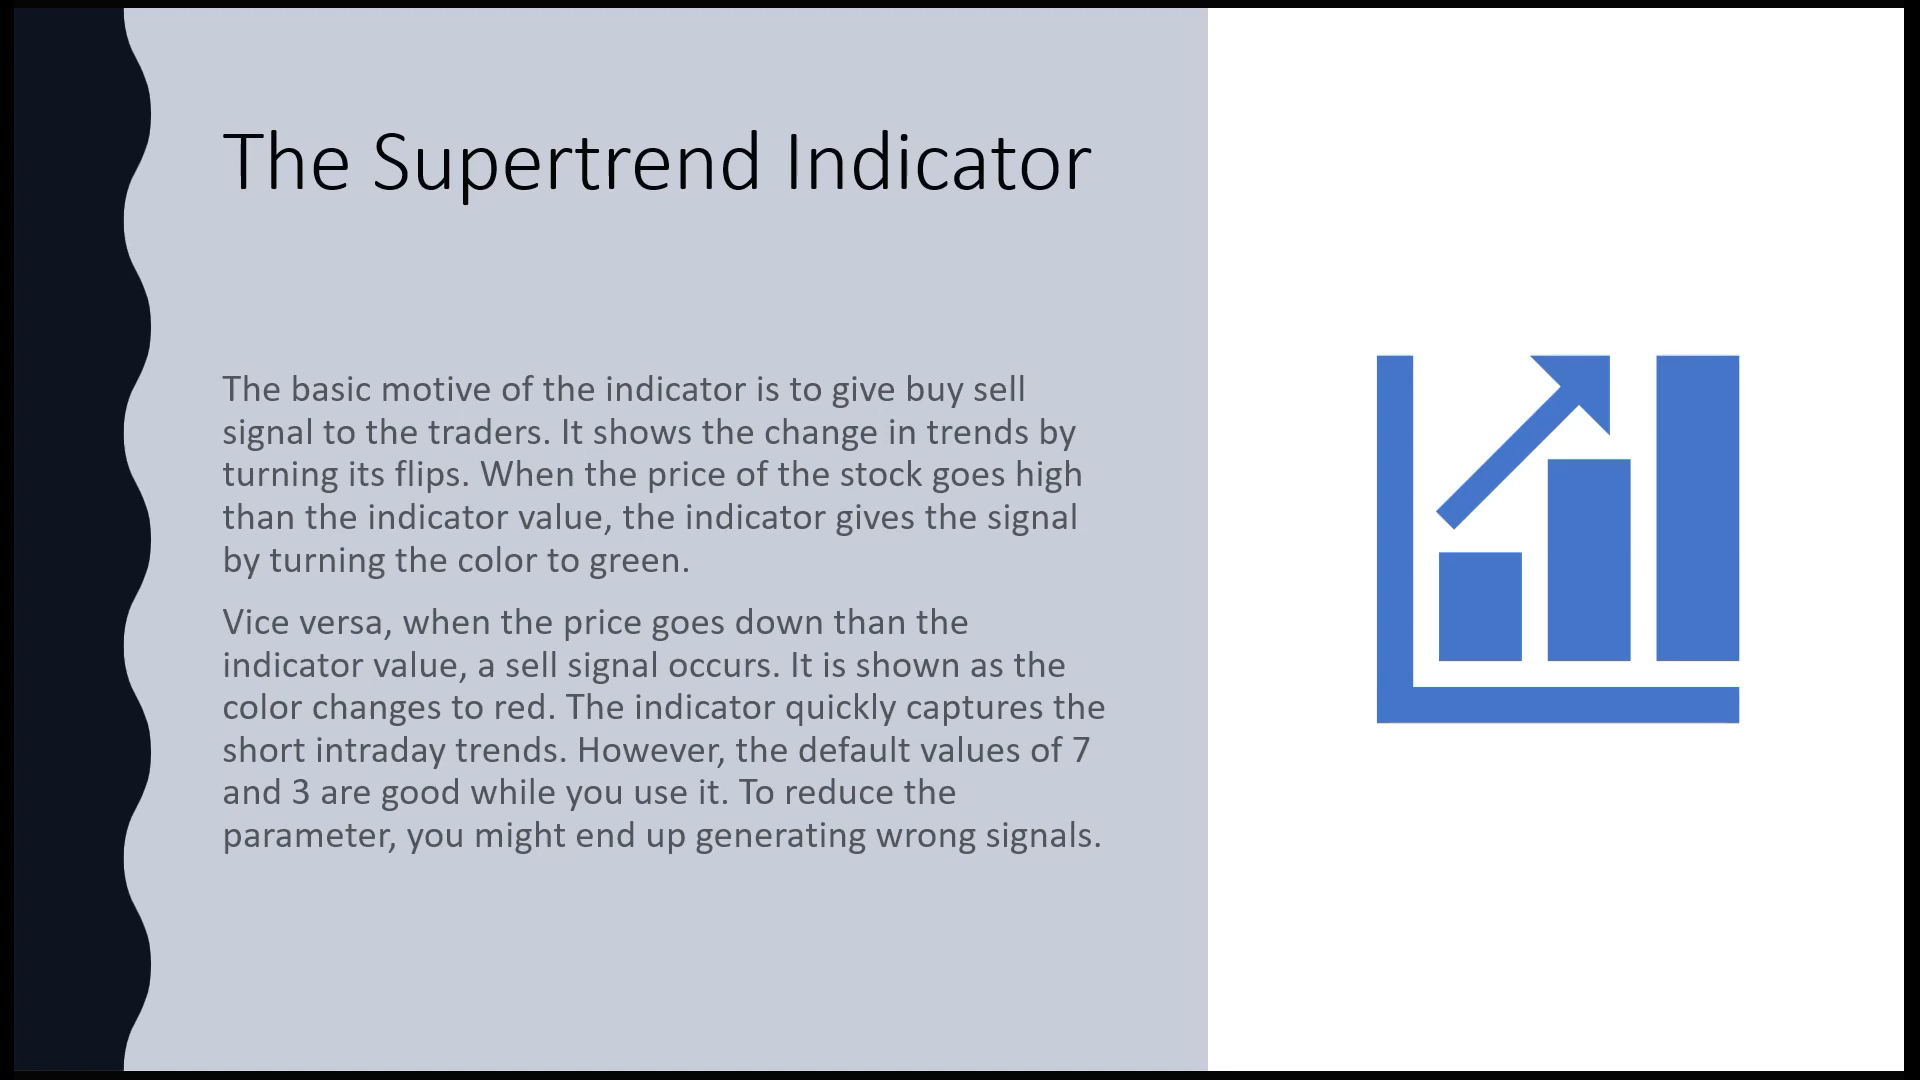 The Supertrend Indicator
The basic motive of the indicator is to give buy sell
signal to the traders. It shows the change in trends by
turning its flips. When the price of the stock goes high
than the indicator value, the indicator gives the signal
by turning the color to green.
Vice versa, when the price goes down than the
indicator value, a sell signal occurs. It is shown as the
color changes to red. The indicator quickly captures the
short intraday trends. However, the default values of 7
and 3 are good while you use it. To reduce the
parameter, you might end up generating wrong signals.